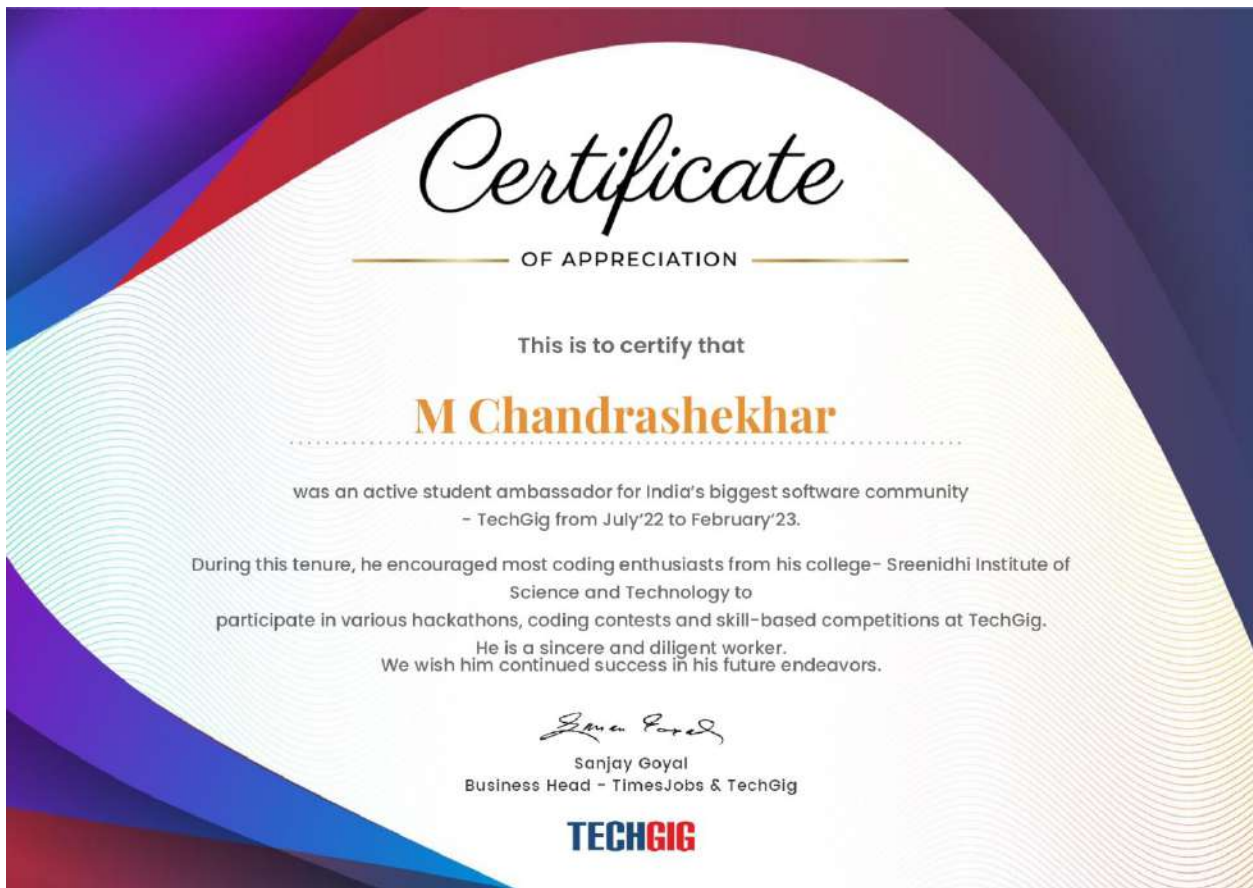 Certificate
OF APPRECIATION
This is to certify that
M Chandrashekhar
was an active student ambassador for India's biggest software community
- TechGig from July'22 to February'23.
During this tenure, he encouraged most coding enthusiasts from his college- Sreenidhi Institute of
Science and Technology to
participate in various hackathons, coding contests and skill-based competitions at TechGig.
He is a sincere and diligent worker.
We wish him continued success in his future endeavors.
Sanjay Goyal
Business Head - TimesJobs & TechGig
TECHGIG